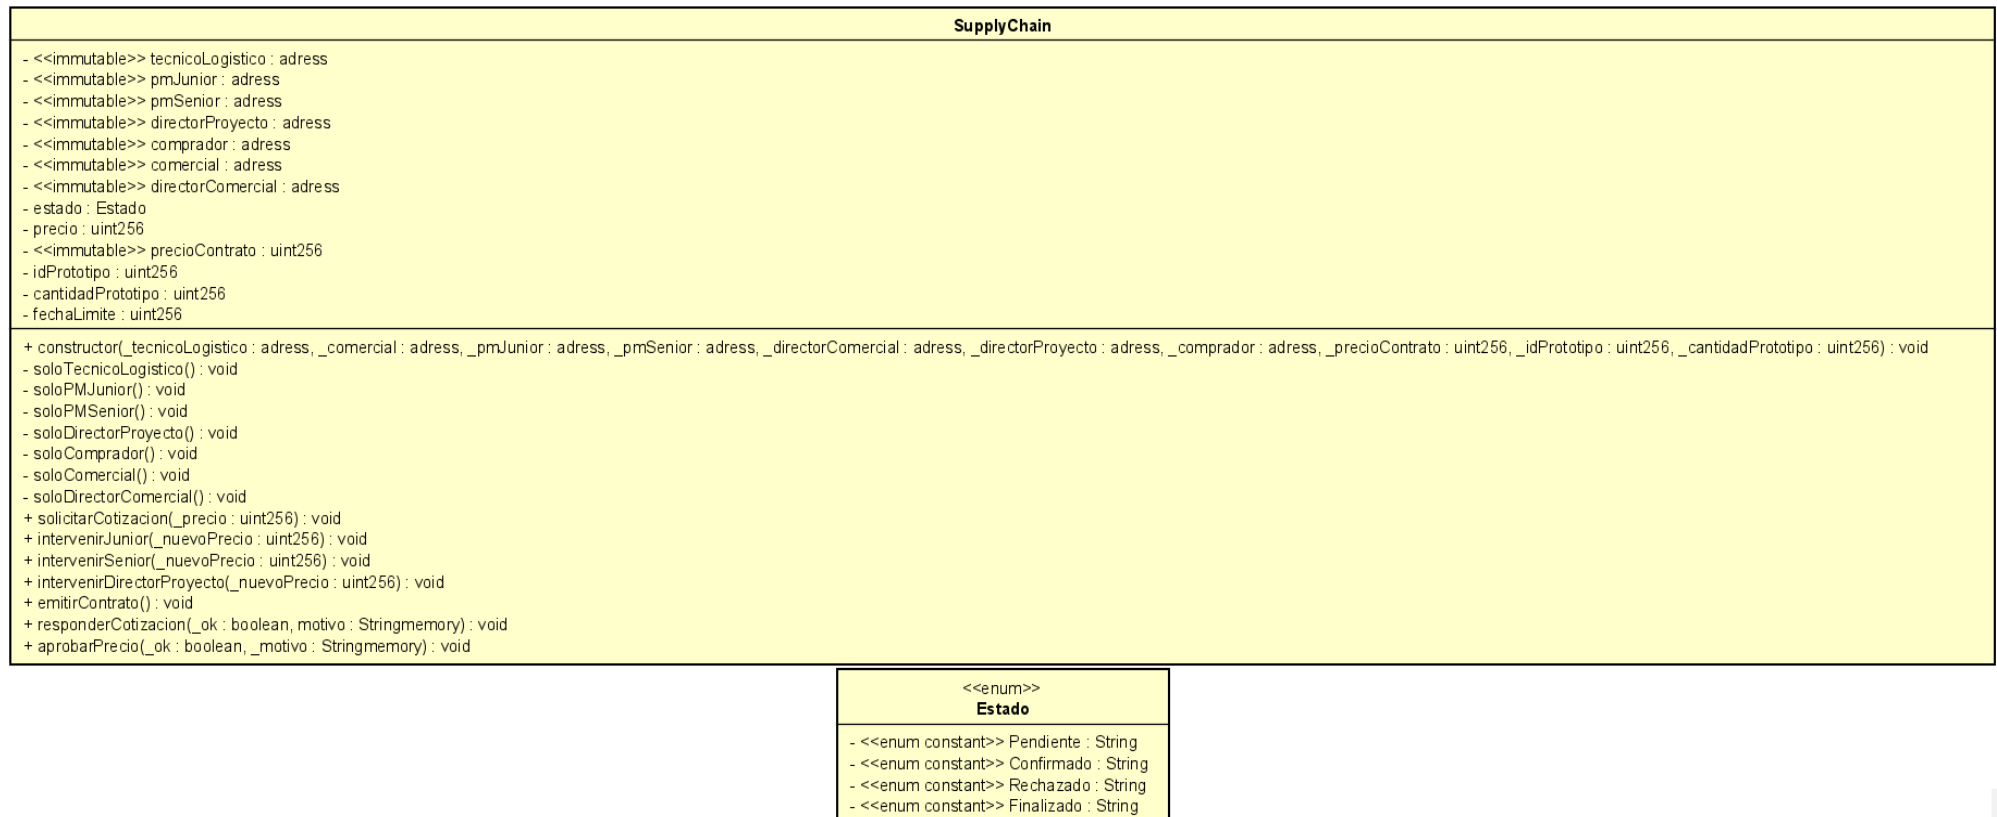 SupplyChain
- <<immutable>> tecnicoLogistico : adress
- <<immutable>> pmJunior : adress
- <<immutable>> pmSenior : adress
- <<immutable>> directorProyecto : adress
- <<immutable>> comprador : adress
- <<immutable>> comercial : adress
- <<immutable>> directorComercial : adress
- estado : Estado
- precio : uint256
- <<immutable>> precioContrato : uint256
- idPrototipo : uint256
- cantidadPrototipo : uint256
- fechaLimite : uint256
+ constructor(_tecnicoLogistico : adress, _comercial : adress, _pmJunior : adress, _pmSenior : adress, _directorComercial : adress, _directorProyecto : adress, _comprador : adress, _precioContrato : uint256, _idPrototipo : uint256, _cantidadPrototipo : uint256) : void
- soloTecnicoLogistico() : void
- soloPMJunior() : void
- soloPMSenior() : void
- soloDirectorProyecto() : void
- soloComprador() : void
- soloComercial() : void
- soloDirectorComercial() : void
+ solicitarCotizacion(_precio : uint256) : void
+ intervenirJunior(_nuevoPrecio : uint256) : void
+ intervenirSenior(_nuevoPrecio : uint256) : void
+ intervenirDirectorProyecto(_nuevoPrecio : uint256) : void
+ emitirContrato() : void
+ responderCotizacion(_ok : boolean, motivo : Stringmemory) : void
+ aprobarPrecio(_ok : boolean, _motivo : Stringmemory) : void
<<enum>>
Estado
- <<enum constant>> Pendiente : String
- <<enum constant>> Confirmado : String
- <<enum constant>> Rechazado : String
- <<enum constant>> Finalizado : String